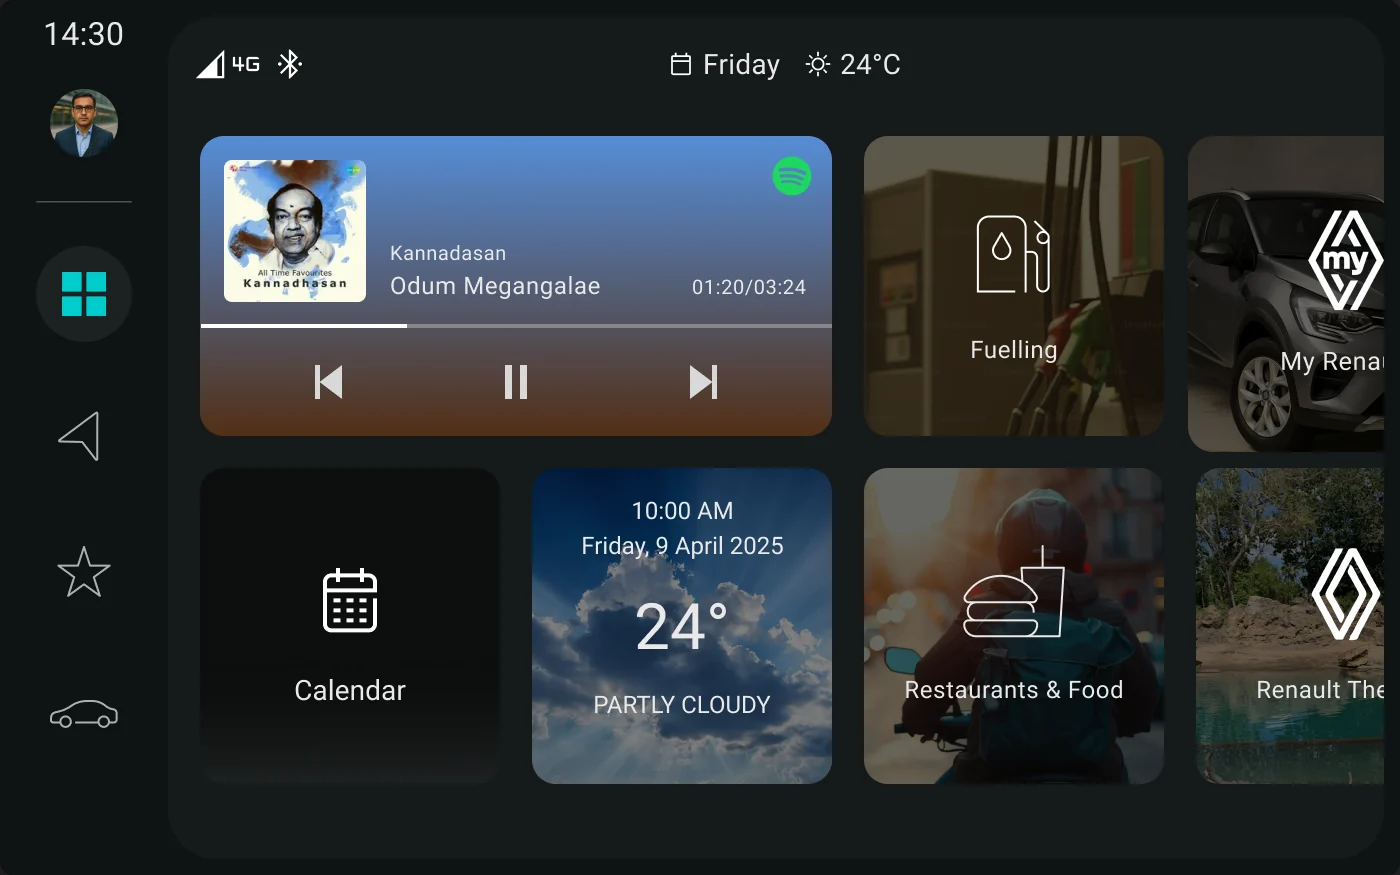 14:30
4G
Friday
24°C
All Time Favourites
Kannadhasan
Kannadasan
Odum Megangalae
01:20/03:24
Fuelling
my
My Renau
Calendar
10:00 AM
Friday, 9 April 2025
24°
PARTLY CLOUDY
Restaurants & Food
Renault The